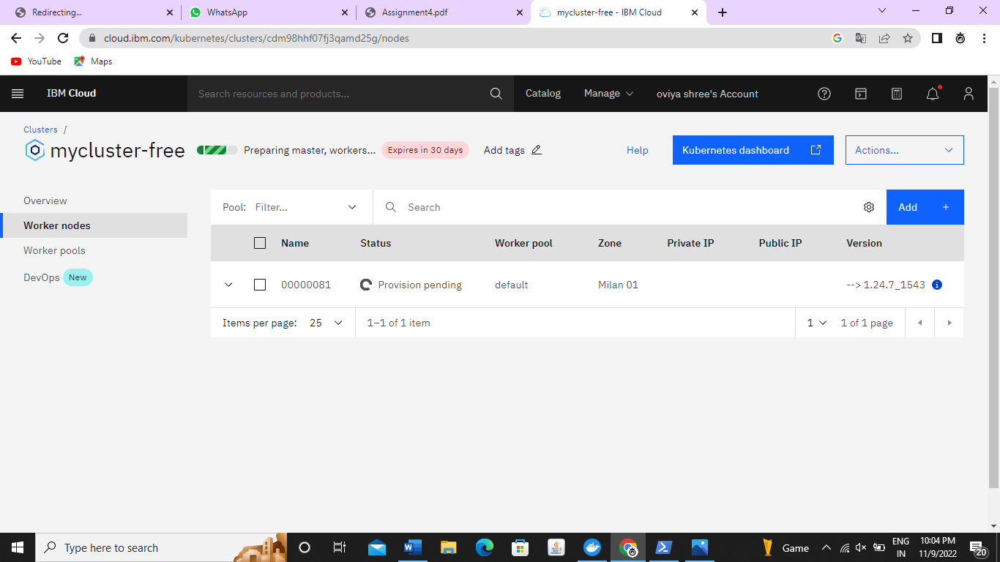 Redirecting...
WhatsApp
Assignment4.pdf
mycluster-free - IBM Cloud
cloud.ibm.com/kubernetes/clusters/cdm98hhf07fj3qamd25g/nodes
YouTube
Maps
IBM Cloud
Search resources and products...
Catalog
Manage
oviya shree's Account
Clusters /
mycluster-free
Preparing master, workers...
Expires in 30 days
Add tags
Help
Kubernetes dashboard
Actions...
Overview
Worker nodes
Worker pools
DevOps New
Pool: Filter...
Search
Add +
Name Status Worker pool Zone Private IP Public IP Version
00000081 Provision pending default Milan 01 --> 1.24.7_1543
Items per page: 25
1–1 of 1 item
1
1 of 1 page
Type here to search
Game
ENG
IN
10:04 PM
11/9/2022
20